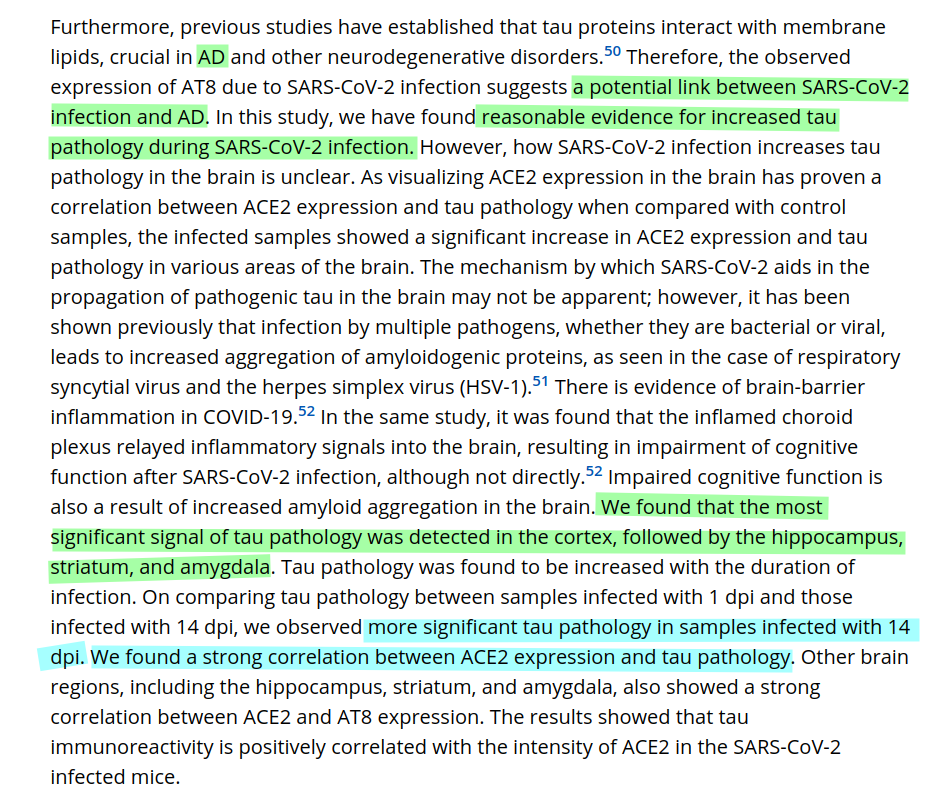 Furthermore, previous studies have established that tau proteins interact with membrane
lipids, crucial in AD and other neurodegenerative disorders.50 Therefore, the observed
expression of AT8 due to SARS-CoV-2 infection suggests a potential link between SARS-CoV-2
infection and AD. In this study, we have found reasonable evidence for increased tau
pathology during SARS-CoV-2 infection. However, how SARS-CoV-2 infection increases tau
pathology in the brain is unclear. As visualizing ACE2 expression in the brain has proven a
correlation between ACE2 expression and tau pathology when compared with control
samples, the infected samples showed a significant increase in ACE2 expression and tau
pathology in various areas of the brain. The mechanism by which SARS-CoV-2 aids in the
propagation of pathogenic tau in the brain may not be apparent; however, it has been
shown previously that infection by multiple pathogens, whether they are bacterial or viral,
leads to increased aggregation of amyloidogenic proteins, as seen in the case of respiratory
syncytial virus and the herpes simplex virus (HSV-1).51 There is evidence of brain-barrier
inflammation in COVID-19.52 In the same study, it was found that the inflamed choroid
plexus relayed inflammatory signals into the brain, resulting in impairment of cognitive
function after SARS-CoV-2 infection, although not directly.52 Impaired cognitive function is
also a result of increased amyloid aggregation in the brain. We found that the most
significant signal of tau pathology was detected in the cortex, followed by the hippocampus,
striatum, and amygdala. Tau pathology was found to be increased with the duration of
infection. On comparing tau pathology between samples infected with 1 dpi and those
infected with 14 dpi, we observed more significant tau pathology in samples infected with 14
dpi. We found a strong correlation between ACE2 expression and tau pathology. Other brain
regions, including the hippocampus, striatum, and amygdala, also showed a strong
correlation between ACE2 and AT8 expression. The results showed that tau
immunoreactivity is positively correlated with the intensity of ACE2 in the SARS-CoV-2
infected mice.